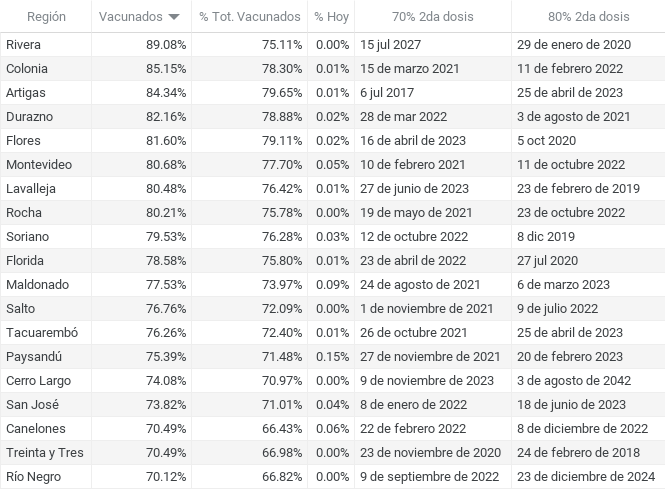 Región Vacunados % Tot. Vacunados % Hoy 70% 2da dosis 80% 2da dosis
Rivera 89.08% 75.11% 0.00% 15 jul 2027 29 de enero de 2020
Colonia 85.15% 78.30% 0.01% 15 de marzo 2021 11 de febrero 2022
Artigas 84.34% 79.65% 0.01% 6 jul 2017 25 de abril de 2023
Durazno 82.16% 78.88% 0.02% 28 de mar 2022 3 de agosto de 2021
Flores 81.60% 79.11% 0.02% 16 de abril de 2023 5 oct 2020
Montevideo 80.68% 77.70% 0.05% 10 de febrero 2021 11 de octubre 2022
Lavalleja 80.48% 76.42% 0.01% 27 de junio de 2023 23 de febrero de 2019
Rocha 80.21% 75.78% 0.00% 19 de mayo de 2021 23 de octubre 2022
Soriano 79.53% 76.28% 0.03% 12 de octubre 2022 8 dic 2019
Florida 78.58% 75.80% 0.01% 23 de abril de 2022 27 jul 2020
Maldonado 77.53% 73.97% 0.09% 24 de agosto de 2021 6 de marzo de 2023
Salto 76.76% 72.09% 0.00% 1 de noviembre de 2021 9 de julio 2022
Tacuarembó 76.26% 72.40% 0.01% 26 de octubre 2021 25 de abril de 2023
Paysandú 75.39% 71.48% 0.15% 27 de noviembre de 2021 20 de febrero de 2023
Cerro Largo 74.08% 70.97% 0.00% 9 de noviembre de 2023 3 de agosto de 2042
San José 73.82% 71.01% 0.04% 8 de enero de 2022 18 de junio de 2023
Canelones 70.49% 66.43% 0.06% 22 de febrero de 2022 8 de diciembre de 2022
Treinta y Tres 70.49% 66.98% 0.00% 23 de noviembre de 2020 24 de febrero de 2018
Río Negro 70.12% 66.82% 0.00% 9 de septiembre de 2022 23 de diciembre de 2024